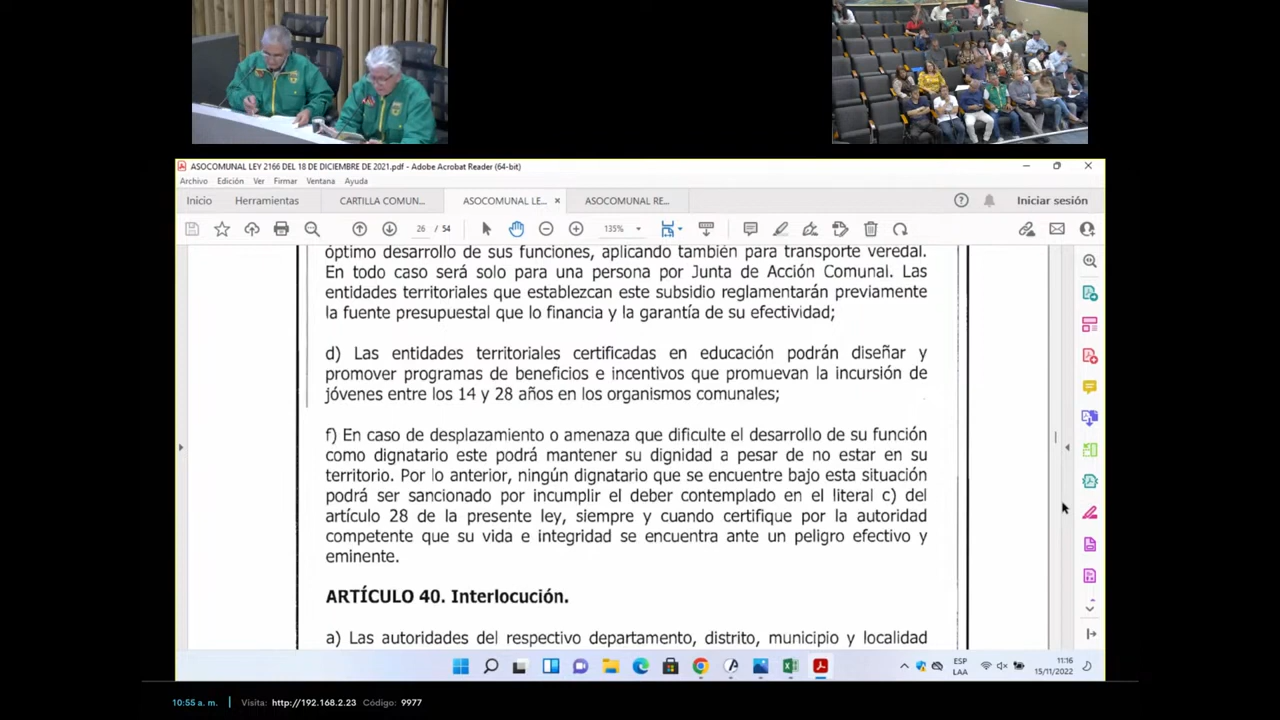 ASOCOMUNAL LEY 2166 DEL 18 DE DICIEMBRE DE 2021.pdf - Adobe Acrobat Reader (64-bit)
Archivo Edición Ver Firmar Ventana Ayuda
Inicio Herramientas CARTILLA COMUN... ASOCOMUNAL LE... × ASOCOMUNAL RE... Iniciar sesión
26 / 54 135%
óptimo desarrollo de sus funciones, aplicando también para transporte veredal.
En todo caso será solo para una persona por Junta de Acción Comunal. Las
entidades territoriales que establezcan este subsidio reglamentarán previamente
la fuente presupuestal que lo financia y la garantía de su efectividad;
d) Las entidades territoriales certificadas en educación podrán diseñar y
promover programas de beneficios e incentivos que promuevan la incursión de
jóvenes entre los 14 y 28 años en los organismos comunales;
f) En caso de desplazamiento o amenaza que dificulte el desarrollo de su función
como dignatario este podrá mantener su dignidad a pesar de no estar en su
territorio. Por lo anterior, ningún dignatario que se encuentre bajo esta situación
podrá ser sancionado por incumplir el deber contemplado en el literal c) del
artículo 28 de la presente ley, siempre y cuando certifique por la autoridad
competente que su vida e integridad se encuentra ante un peligro efectivo y
eminente.
ARTÍCULO 40. Interlocución.
a) Las autoridades del respectivo departamento, distrito, municipio y localidad
ESP
LAA
11:16
15/11/2022
10:55 a. m. | Visita: http://192.168.2.23 Código: 9977